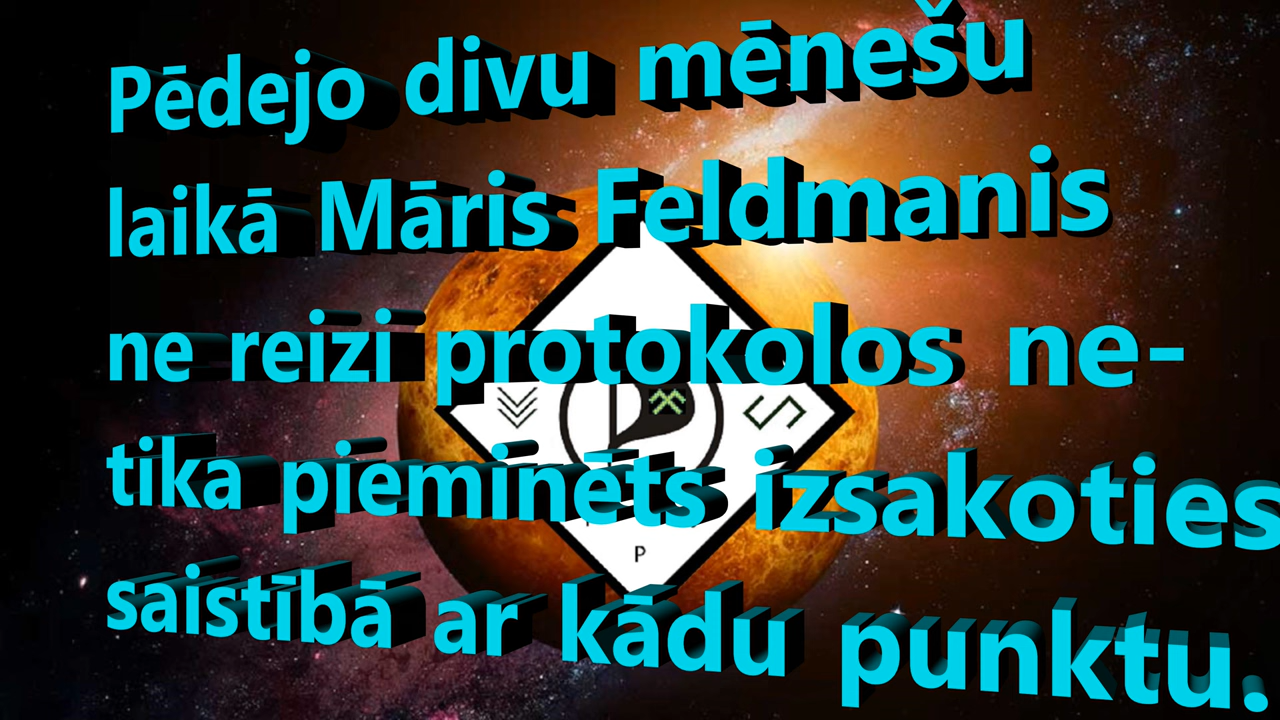 Pēdejo divu mēnešu
laikā Māris Feldmanis
ne reizi protokolos ne-
tika pieminēts izsakoties
P
saistībā ar kādu punktu.